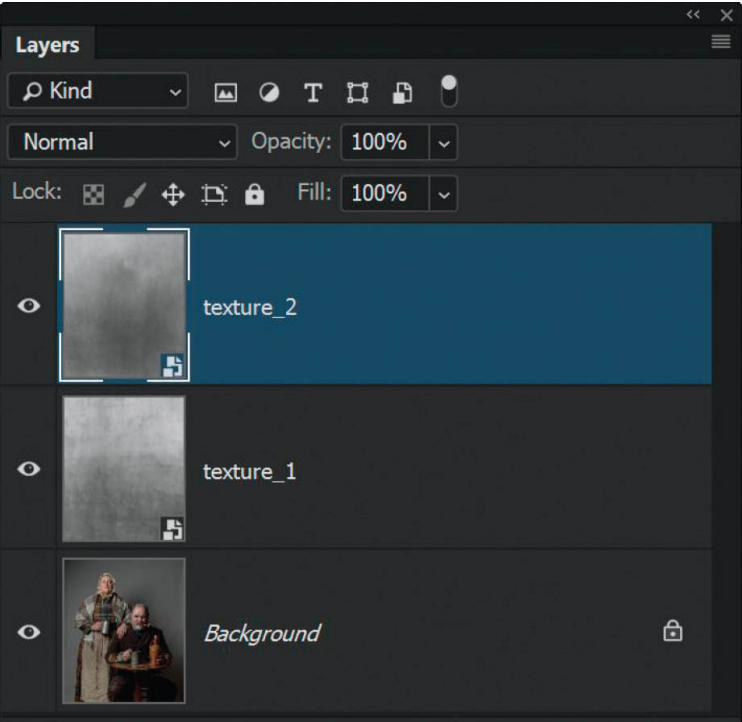 Layers
Kind
Normal Opacity: 100%
Lock: Fill: 100%
texture_2
texture_1
Background